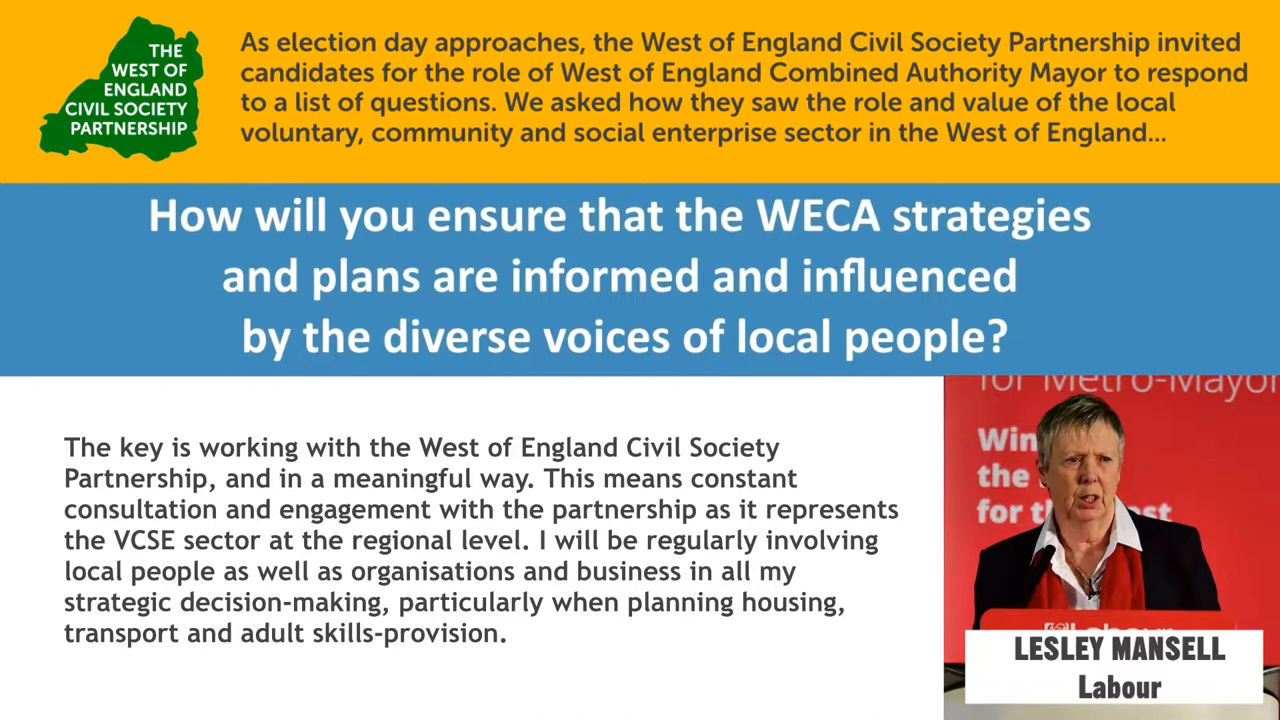 THE
WEST OF
ENGLAND
CIVIL SOCIETY
PARTNERSHIP
As election day approaches, the West of England Civil Society Partnership invited
candidates for the role of West of England Combined Authority Mayor to respond
to a list of questions. We asked how they saw the role and value of the local
voluntary, community and social enterprise sector in the West of England...
How will you ensure that the WECA strategies
and plans are informed and influenced
by the diverse voices of local people?
The key is working with the West of England Civil Society
Partnership, and in a meaningful way. This means constant
consultation and engagement with the partnership as it represents
the VCSE sector at the regional level. I will be regularly involving
local people as well as organisations and business in all my
strategic decision-making, particularly when planning housing,
transport and adult skills-provision.
for Metro-Mayor
the
for
LESLEY MANSELL
Labour